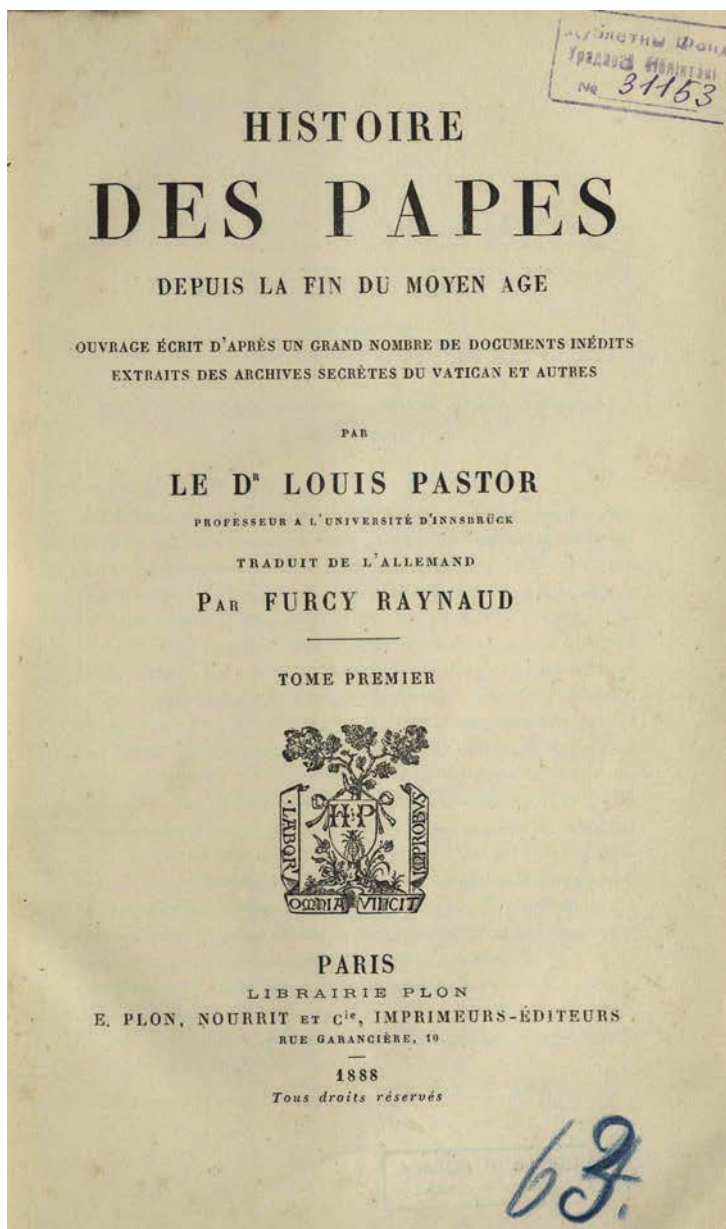 Урадавай
№ 31153
HISTOIRE
DES PAPES
DEPUIS LA FIN DU MOYEN AGE
OUVRAGE ÉCRIT D'APRÈS UN GRAND NOMBRE DE DOCUMENTS INÉDITS
EXTRAITS DES ARCHIVES SECRÈTES DU VATICAN ET AUTRES
PAR
LE Dᴿ LOUIS PASTOR
PROFESSEUR A L'UNIVERSITÉ D'INNSBRÜCK
TRADUIT DE L'ALLEMAND
PAR FURCY RAYNAUD
TOME PREMIER
H P
LABOR
IMPROBUS
OMNIA VINCIT
PARIS
LIBRAIRIE PLON
E. PLON, NOURRIT ET Cⁱᵉ, IMPRIMEURS-ÉDITEURS
RUE GARANCIÈRE, 10
1888
Tous droits réservés